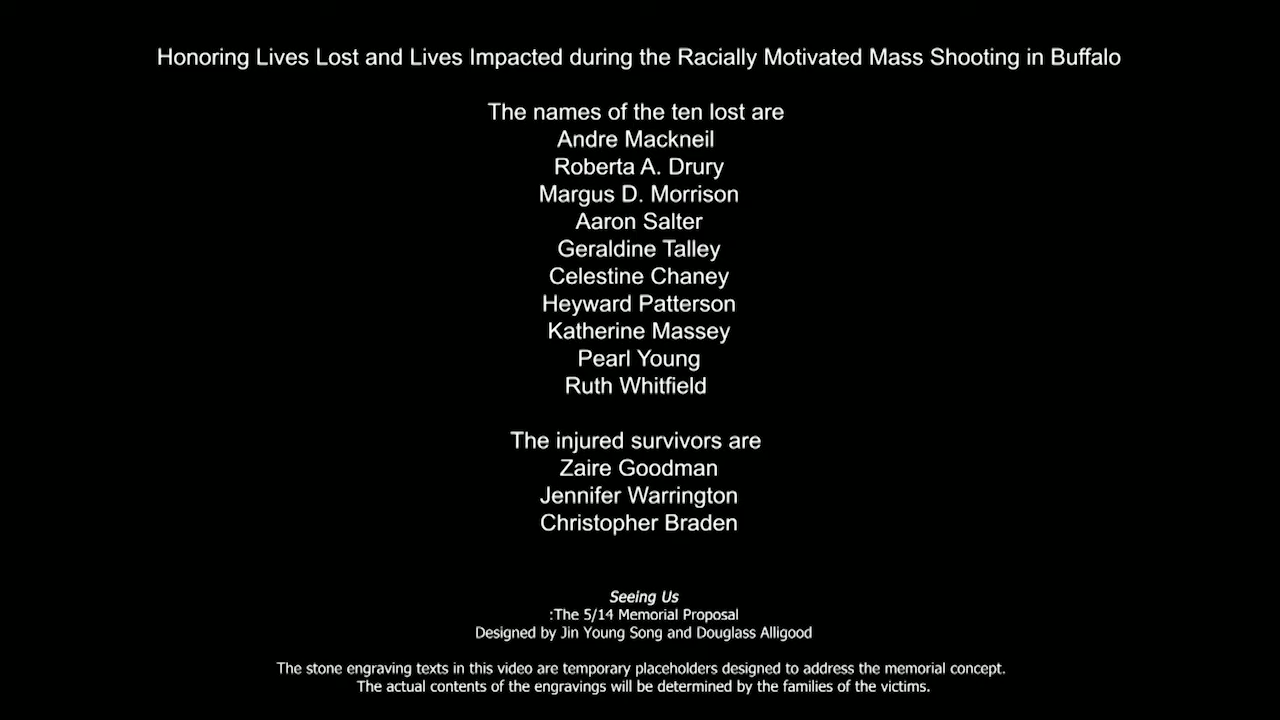 Honoring Lives Lost and Lives Impacted during the Racially Motivated Mass Shooting in Buffalo
The names of the ten lost are
Andre Mackneil
Roberta A. Drury
Margus D. Morrison
Aaron Salter
Geraldine Talley
Celestine Chaney
Heyward Patterson
Katherine Massey
Pearl Young
Ruth Whitfield
The injured survivors are
Zaire Goodman
Jennifer Warrington
Christopher Braden
Seeing Us
:The 5/14 Memorial Proposal
Designed by Jin Young Song and Douglass Alligood
The stone engraving texts in this video are temporary placeholders designed to address the memorial concept.
The actual contents of the engravings will be determined by the families of the victims.